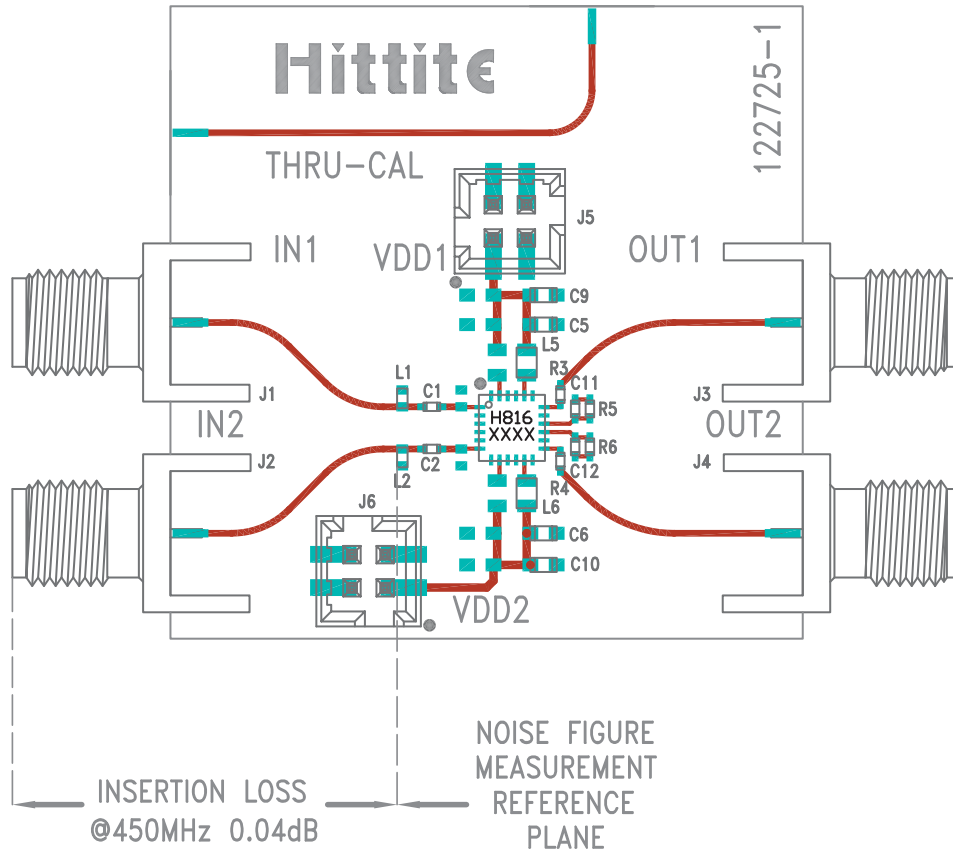 Hittite
122725-1
THRU-CAL
J5
IN1
VDD1
OUT1
C9
C5
L5
R3
C11
L1
C1
J1
J3
R5
H816
XXXX
IN2
OUT2
R6
J2
C2
L2
C12
J4
R4
L6
J6
C6
C10
VDD2
NOISE FIGURE
MEASUREMENT
REFERENCE
PLANE
INSERTION LOSS
@450MHz 0.04dB